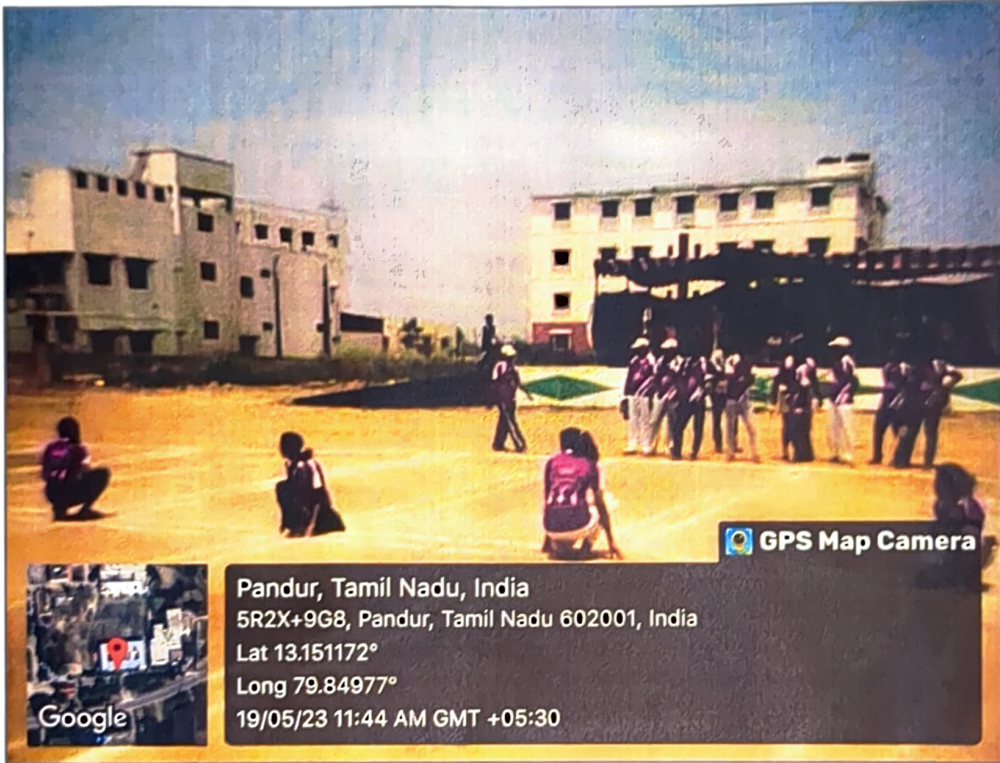 GPS Map Camera
Pandur, Tamil Nadu, India
5R2X+9G8, Pandur, Tamil Nadu 602001, India
Lat 13.151172°
Long 79.84977°
19/05/23 11:44 AM GMT +05:30
Google